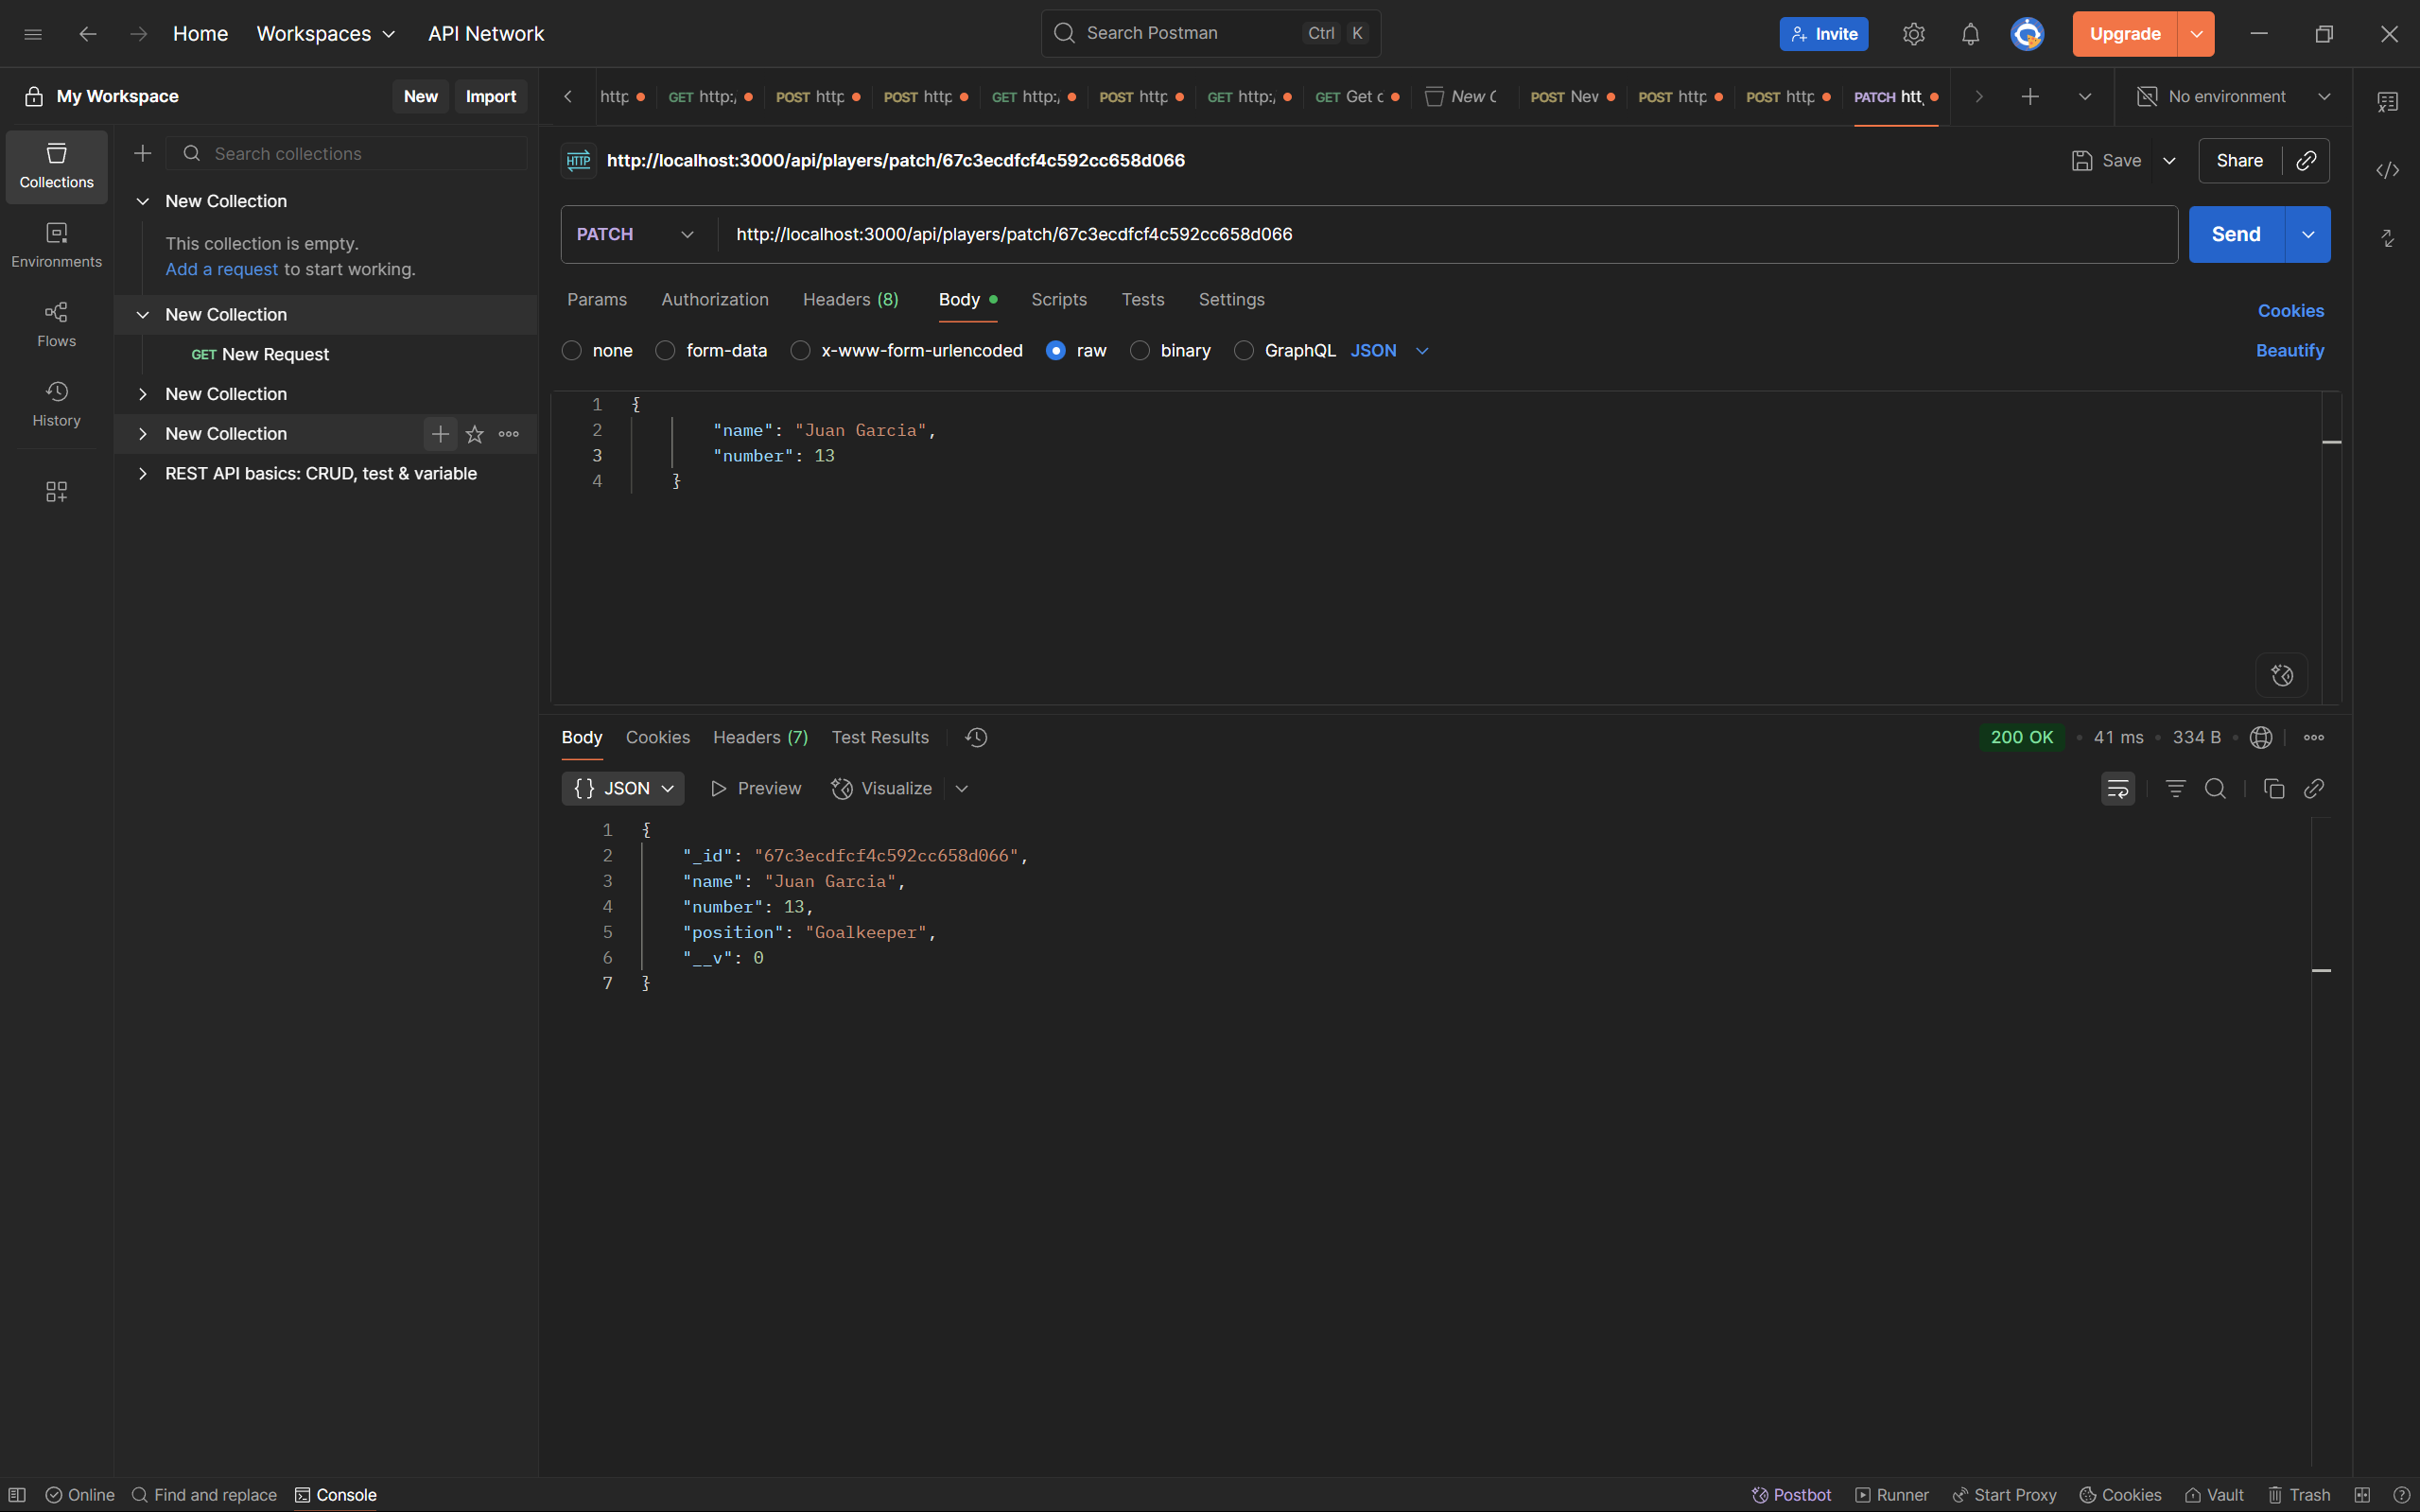 Home Workspaces API Network
Search Postman Ctrl K
Invite Upgrade
My Workspace New Import
http GET http:/ POST http POST http GET http:/ POST http GET http:/ GET Get c New C POST Nev POST http POST http PATCH htt
No environment
Collections
Environments
Flows
History
Search collections
New Collection
This collection is empty.
Add a request to start working.
New Collection
GET New Request
New Collection
New Collection
REST API basics: CRUD, test & variable
HTTP http://localhost:3000/api/players/patch/67c3ecdfcf4c592cc658d066
Save Share
PATCH http://localhost:3000/api/players/patch/67c3ecdfcf4c592cc658d066 Send
Params Authorization Headers (8) Body Scripts Tests Settings Cookies
none form-data x-www-form-urlencoded raw binary GraphQL JSON Beautify
1 {
2 "name": "Juan Garcia",
3 "number": 13
4 }
Body Cookies Headers (7) Test Results 200 OK • 41 ms • 334 B •
{} JSON Preview Visualize
1 {
2 "_id": "67c3ecdfcf4c592cc658d066",
3 "name": "Juan Garcia",
4 "number": 13,
5 "position": "Goalkeeper",
6 "__v": 0
7 }
Online Find and replace Console
Postbot Runner Start Proxy Cookies Vault Trash